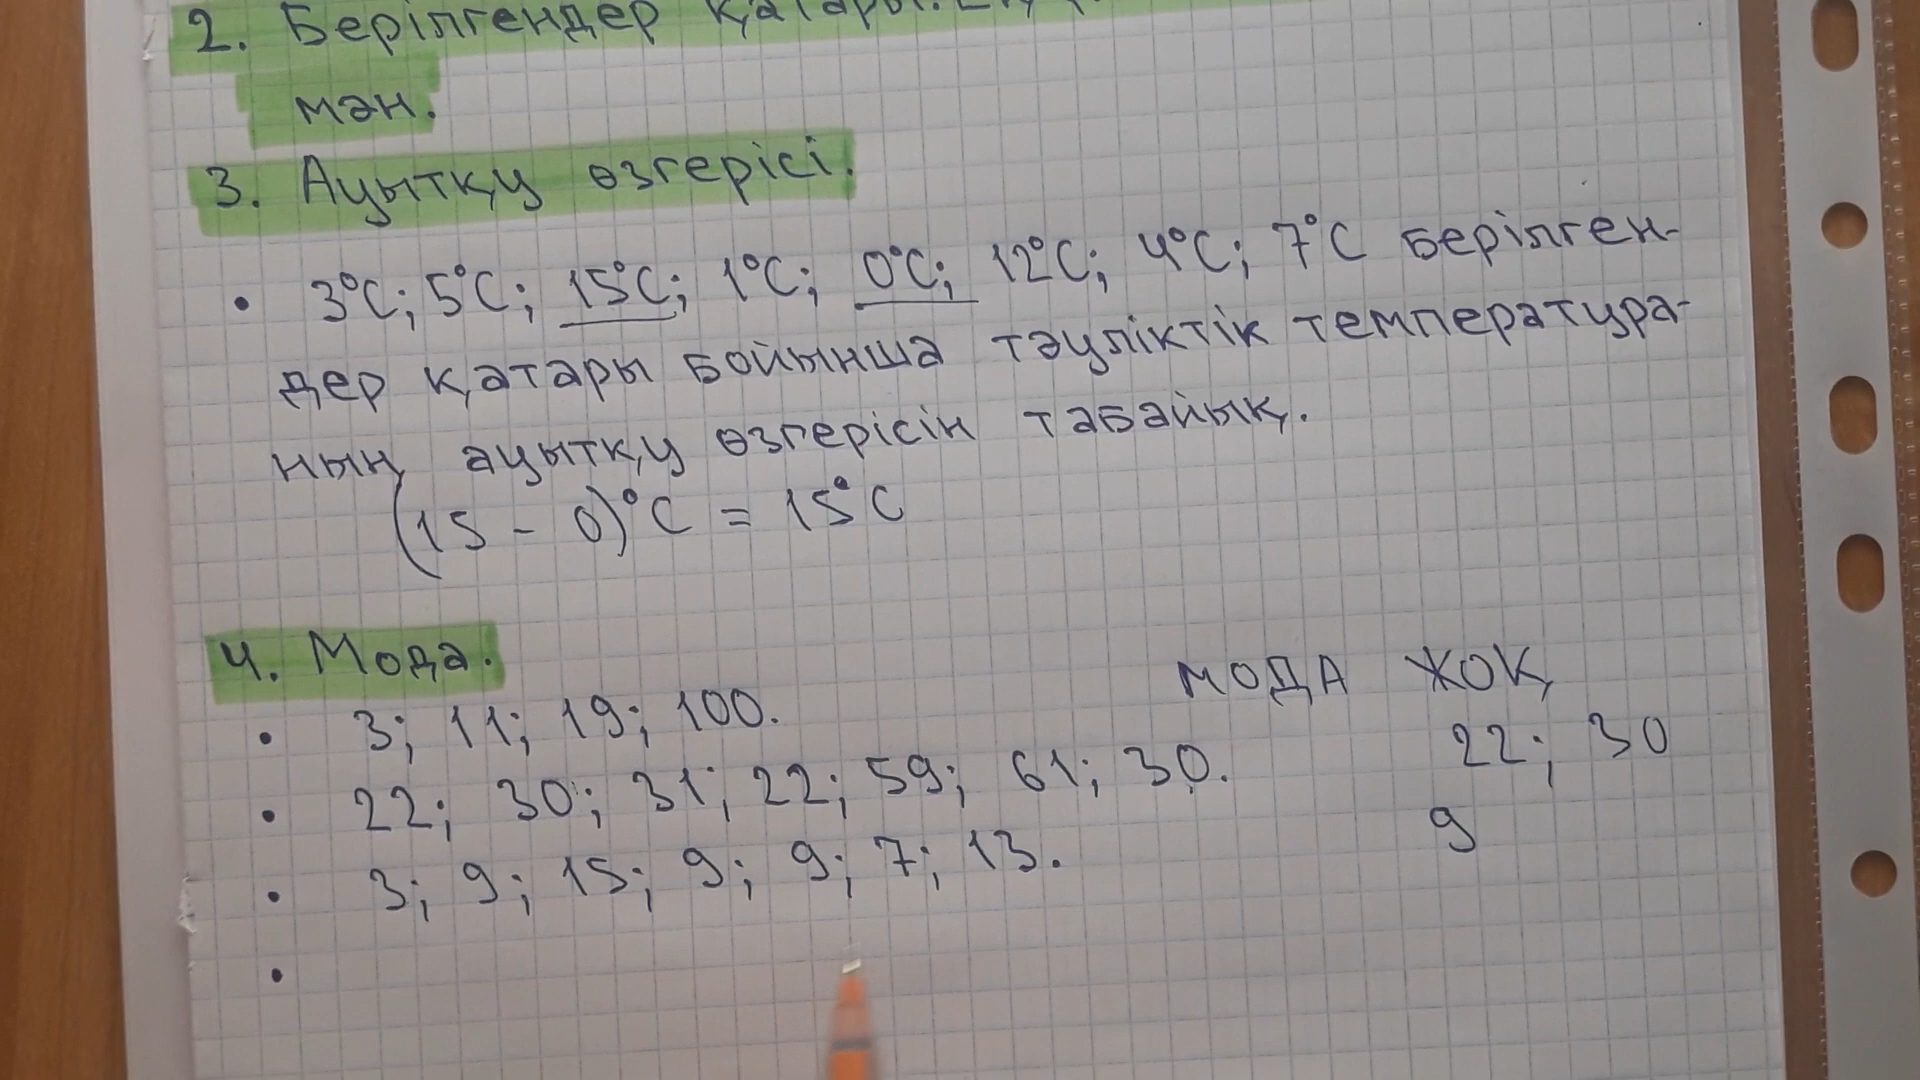 2. Берілгендер қатары.
мән.
3. Ауытқу өзгерісі.
• 3°C; 5°C; 15°C; 1°C; 0°C; 12°C; 4°C; 7°C берілген-
дер қатары бойынша тәуліктік температура-
ның ауытқу өзгерісін табайық.
(15 - 0)°C = 15°C
4. Мода.
• 3; 11; 19; 100. МОДА ЖОҚ
• 22; 30; 31; 22; 59; 61; 30. 22; 30
• 3; 9; 15; 9; 9; 7; 13. 9
•